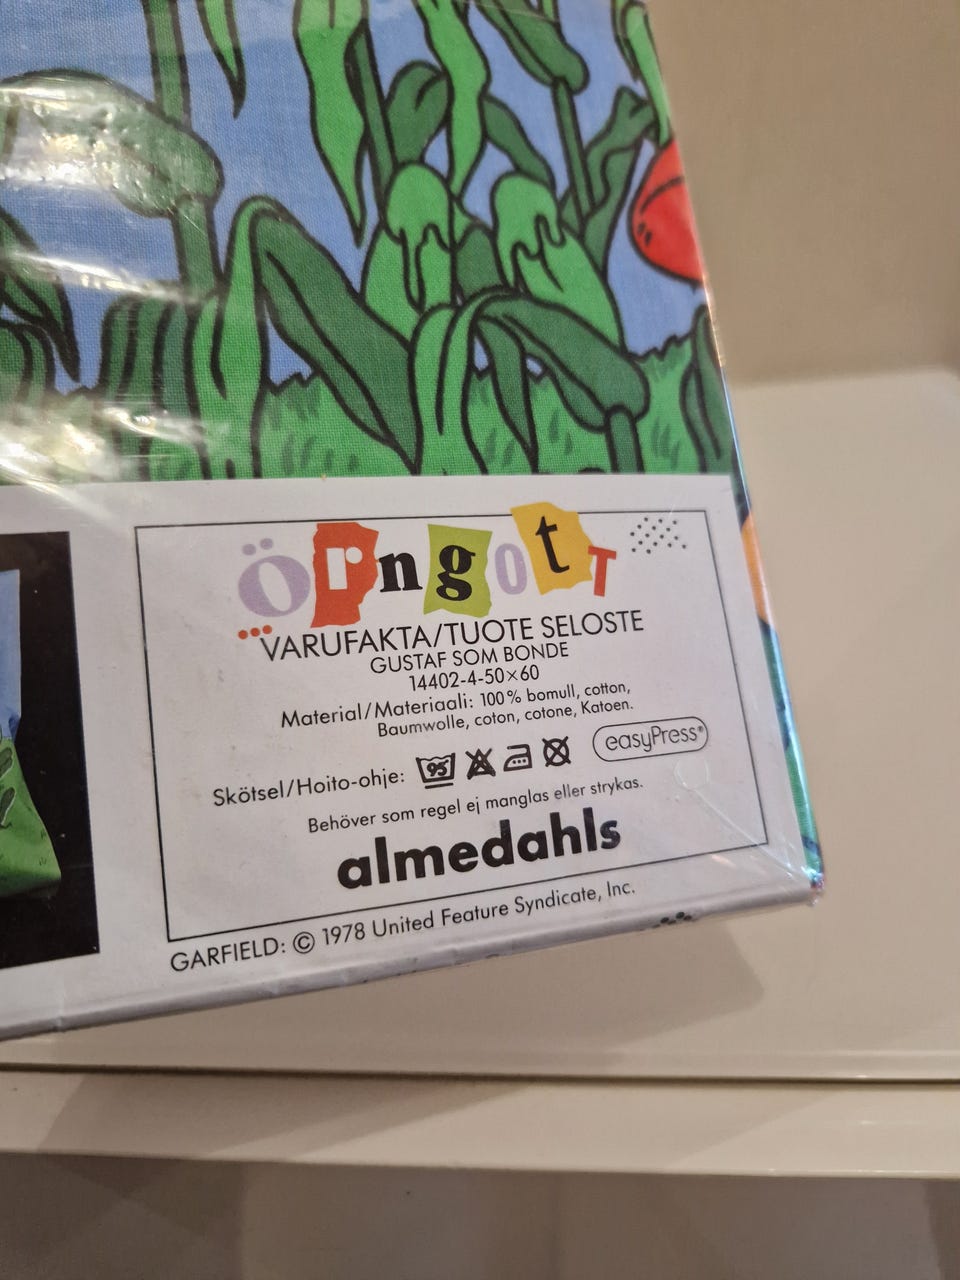 Örngott
VARUFAKTA/TUOTE SELOSTE
GUSTAF SOM BONDE
14402-4-50×60
Material/Materiaali: 100% bomull, cotton,
Baumwolle, coton, cotone, Katoen.
easyPress®
Skötsel/Hoito-ohje: 95
Behöver som regel ej manglas eller strykas.
almedahls
GARFIELD: © 1978 United Feature Syndicate, Inc.